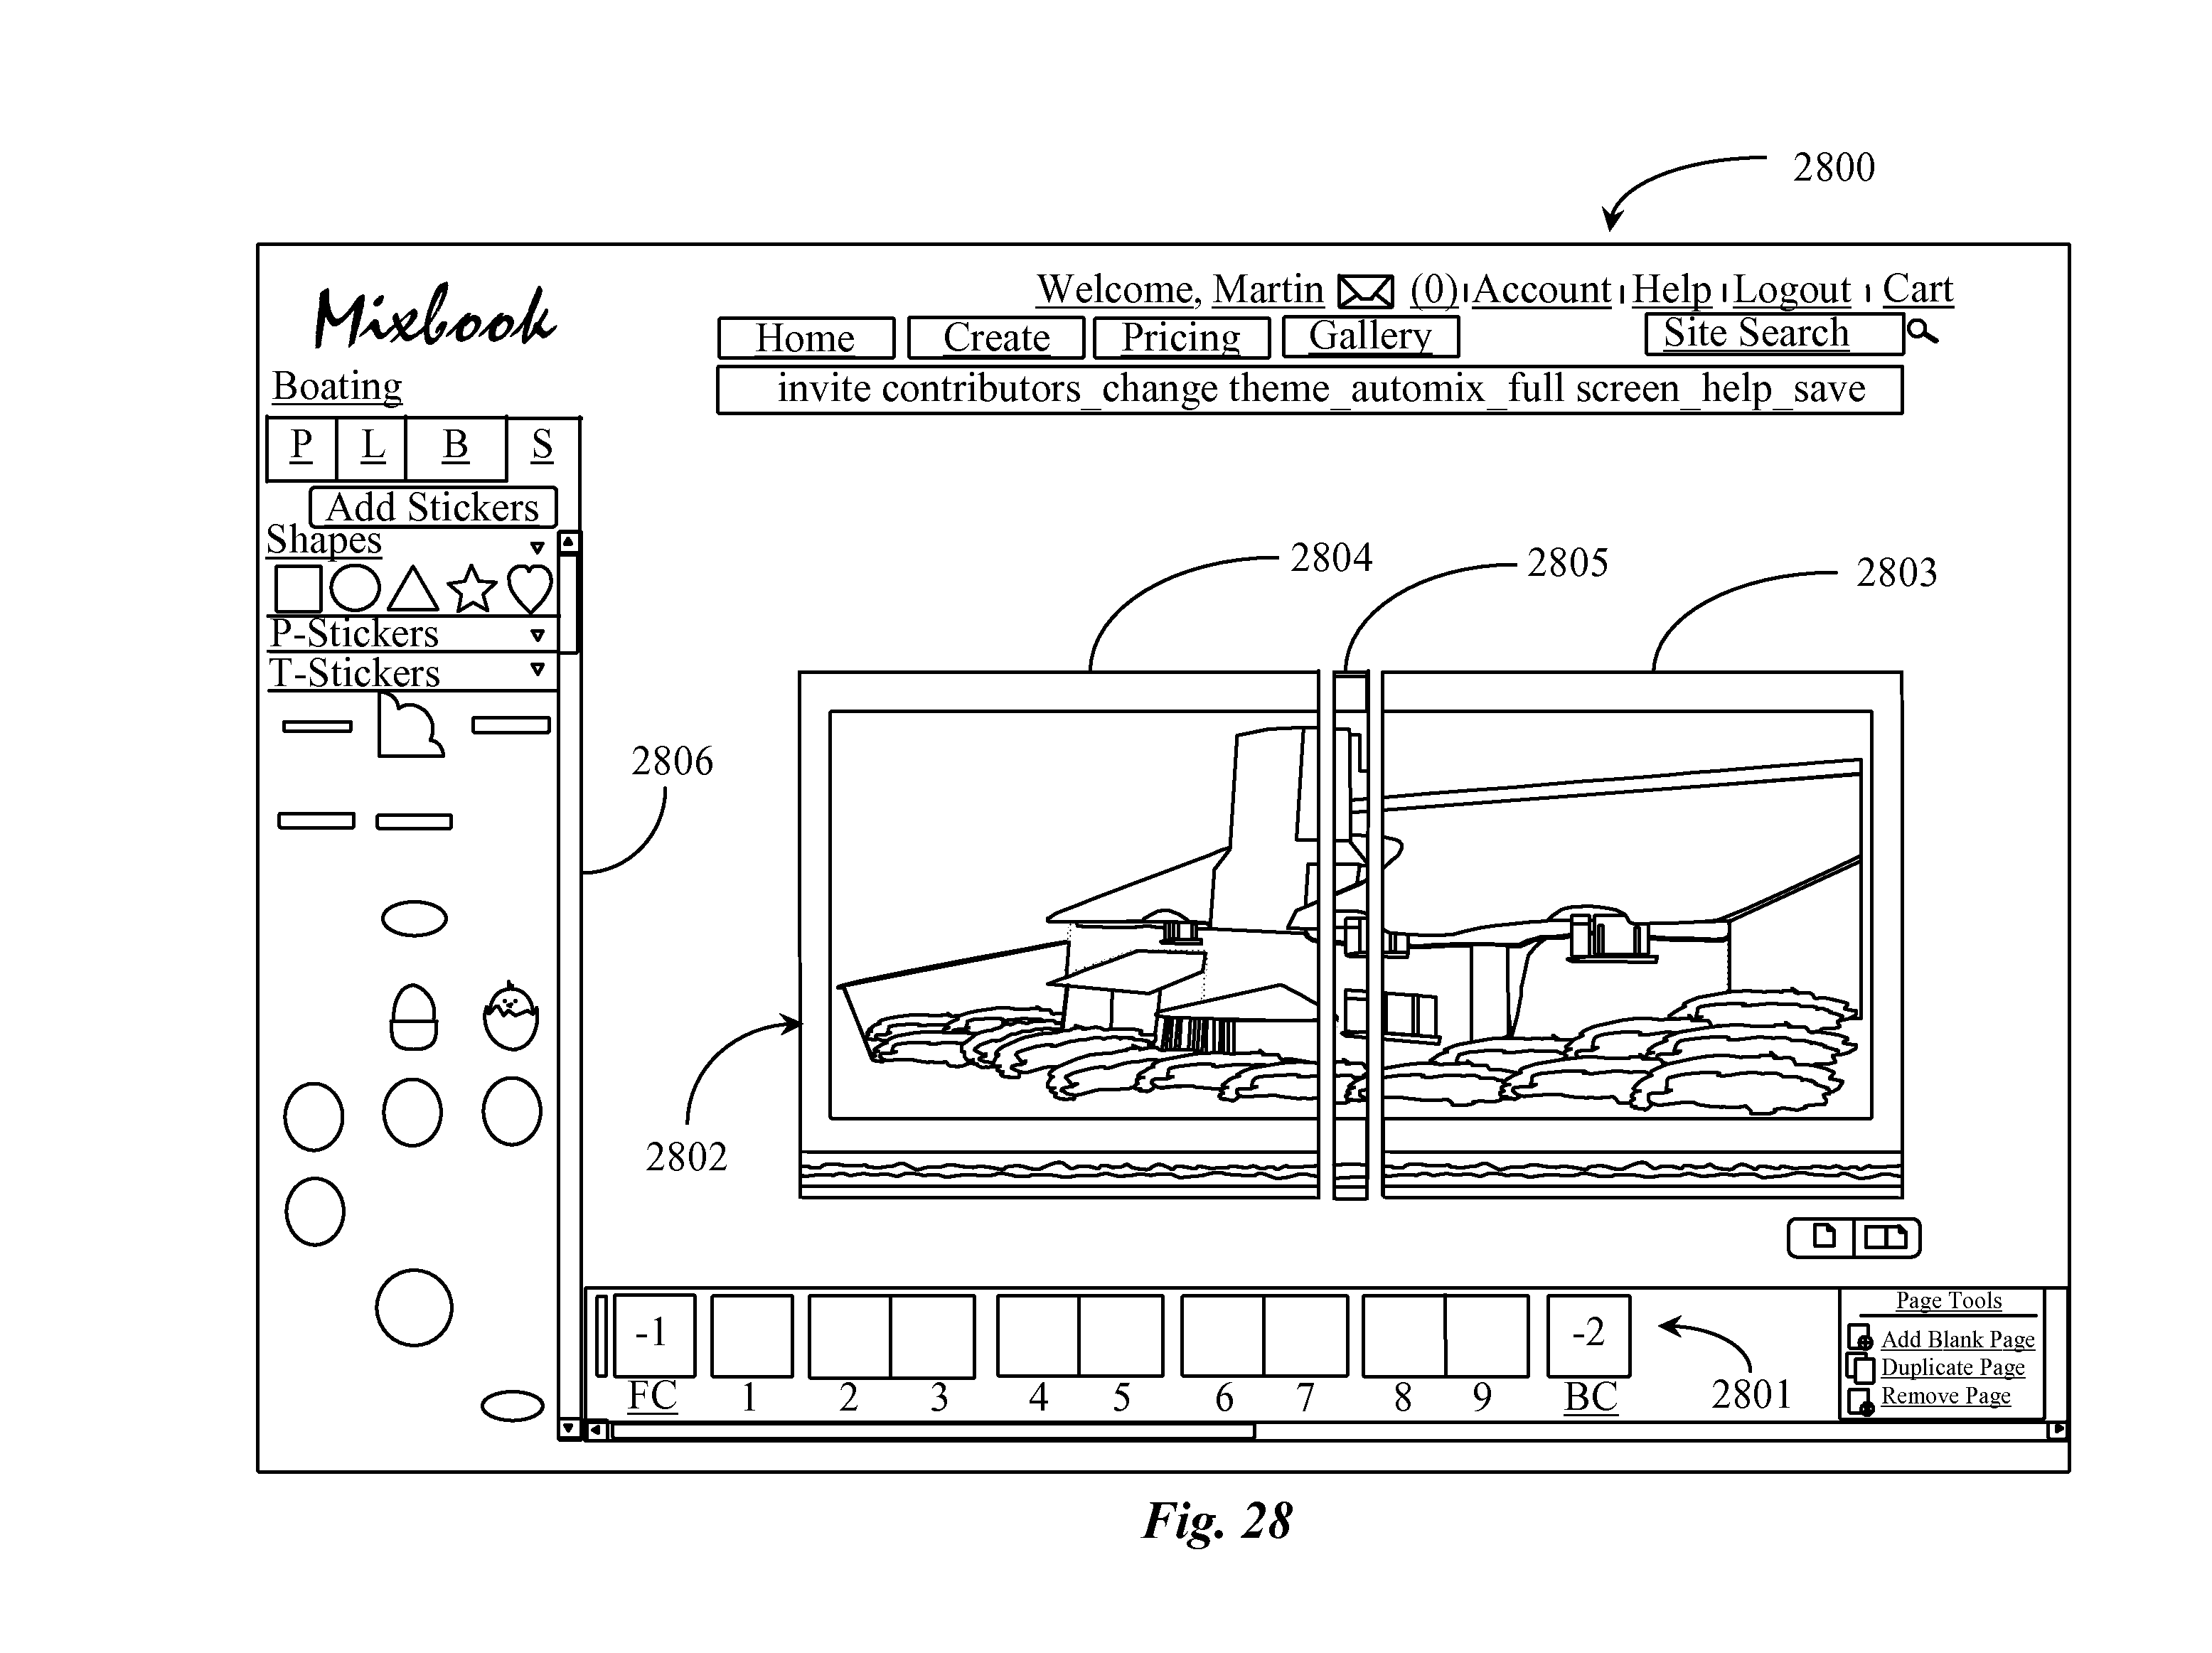 2800
Mixbook
Welcome, Martin (0) Account Help Logout Cart
Home Create Pricing Gallery Site Search
invite contributors_change theme_automix_full screen_help_save
Boating
P L B S
Add Stickers
Shapes
P-Stickers
T-Stickers
2804 2805 2803
2806
2802
-1 -2
FC 1 2 3 4 5 6 7 8 9 BC
2801
Page Tools
Add Blank Page
Duplicate Page
Remove Page
Fig. 28